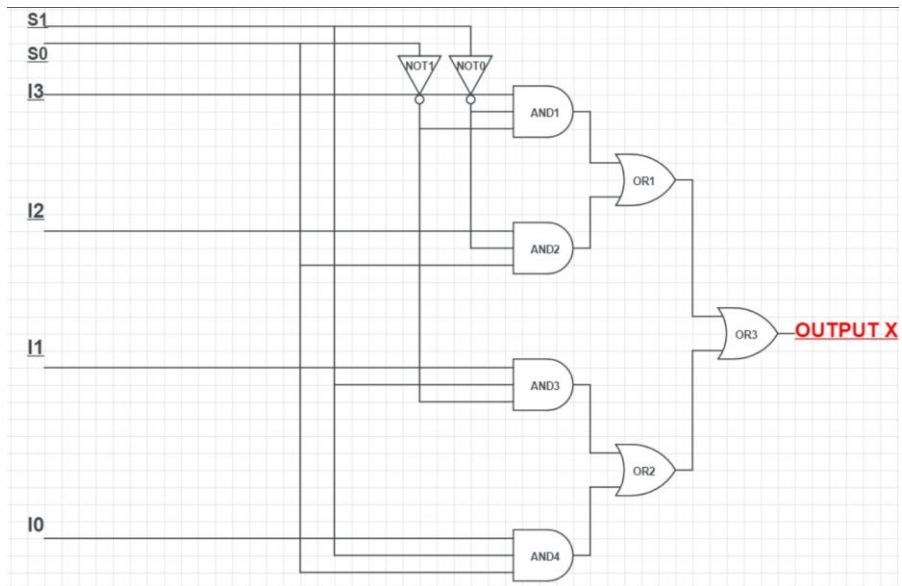 S1
S0
NOT1 NOT0
I3
AND1
OR1
I2
AND2
OR3 OUTPUT X
I1
AND3
OR2
I0
AND4